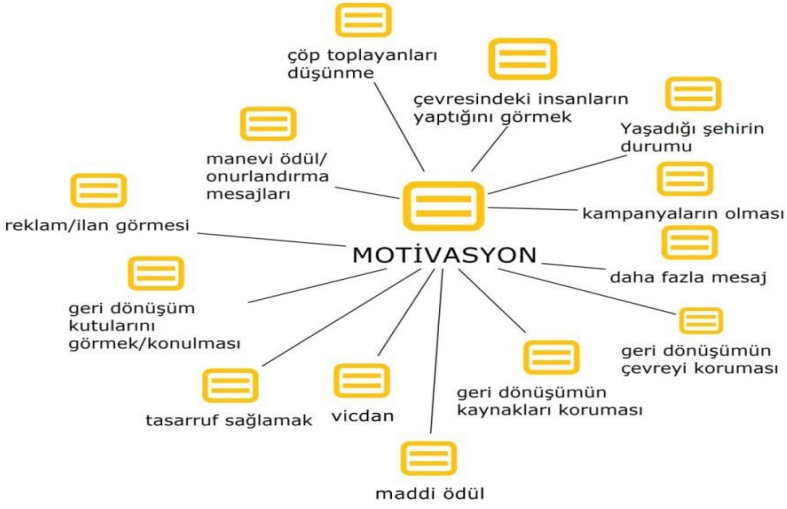 çöp toplayanları
düşünme
çevresindeki insanların
yaptığını görmek
Yaşadığı şehirin
durumu
manevi ödül/
onurlandırma
mesajları
kampanyaların olması
reklam/ilan görmesi
MOTİVASYON
daha fazla mesaj
geri dönüşüm
kutularını
görmek/konulması
geri dönüşümün
çevreyi koruması
tasarruf sağlamak
vicdan
geri dönüşümün
kaynakları koruması
maddi ödül